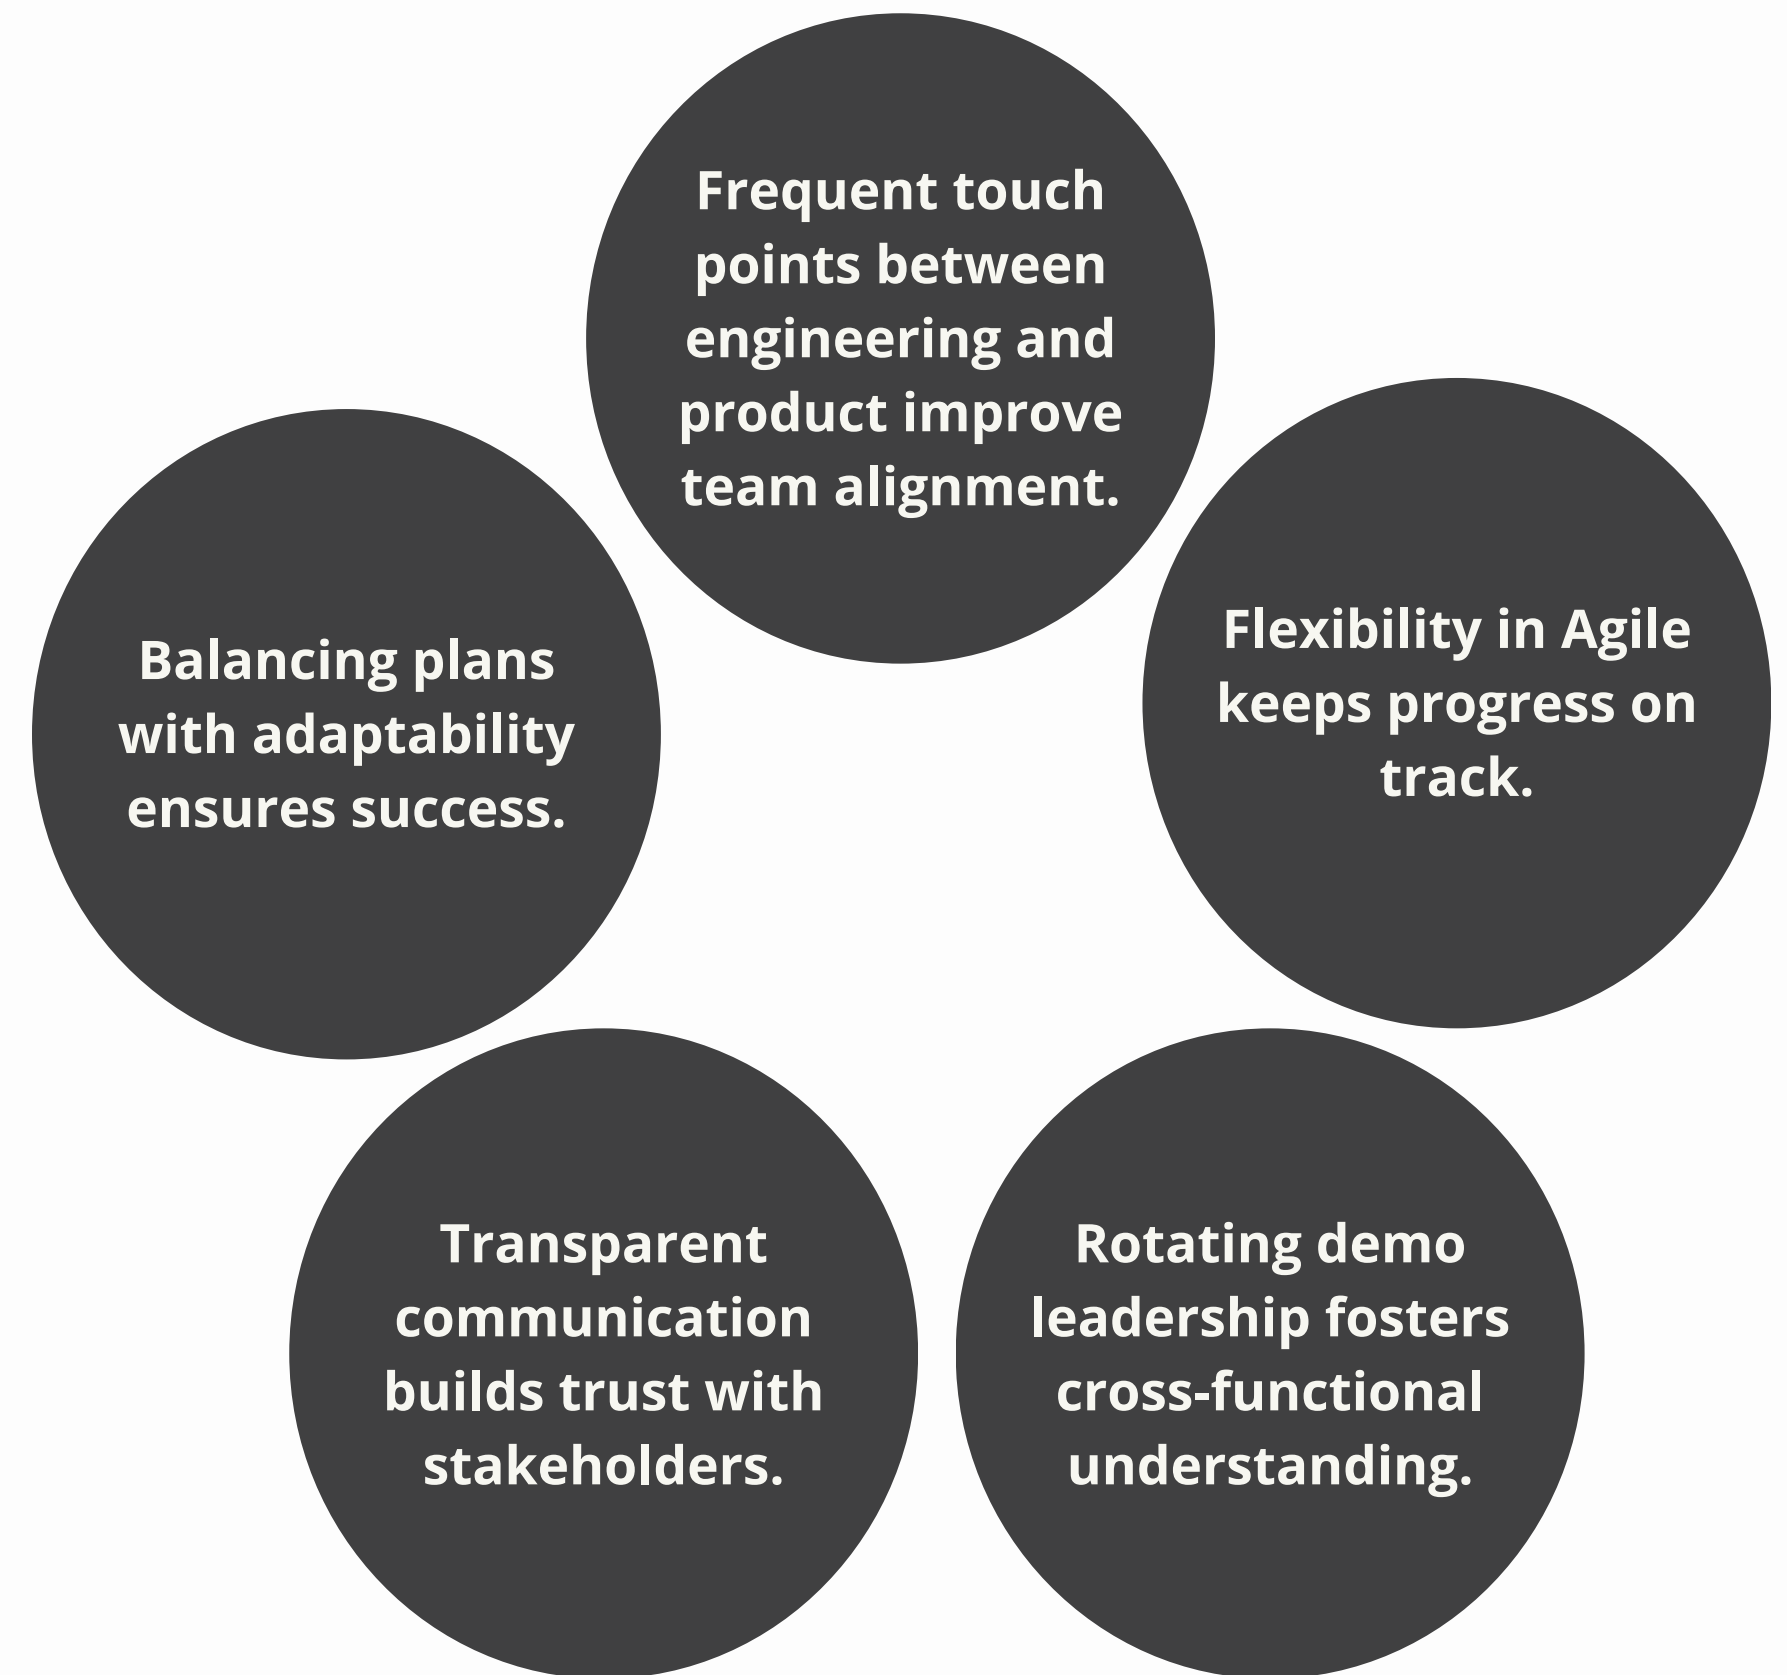 Frequent touch
points between
engineering and
product improve
team alignment.
Flexibility in Agile
keeps progress on
track.
Balancing plans
with adaptability
ensures success.
Transparent
communication
builds trust with
stakeholders.
Rotating demo
leadership fosters
cross-functional
understanding.